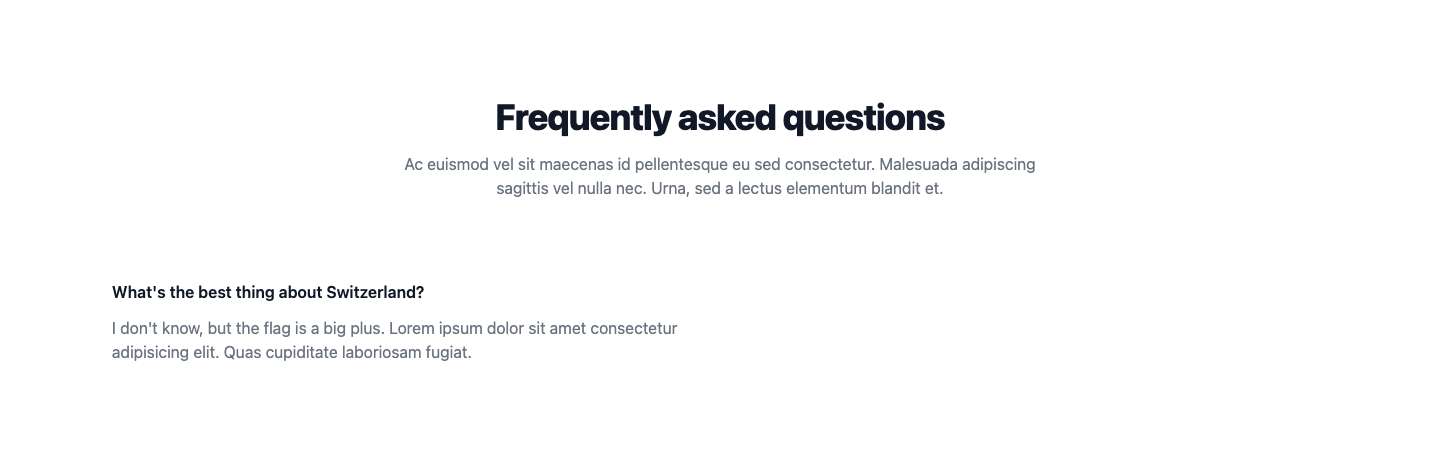 Frequently asked questions
Ac euismod vel sit maecenas id pellentesque eu sed consectetur. Malesuada adipiscing
sagittis vel nulla nec. Urna, sed a lectus elementum blandit et.
What's the best thing about Switzerland?
I don't know, but the flag is a big plus. Lorem ipsum dolor sit amet consectetur
adipisicing elit. Quas cupiditate laboriosam fugiat.